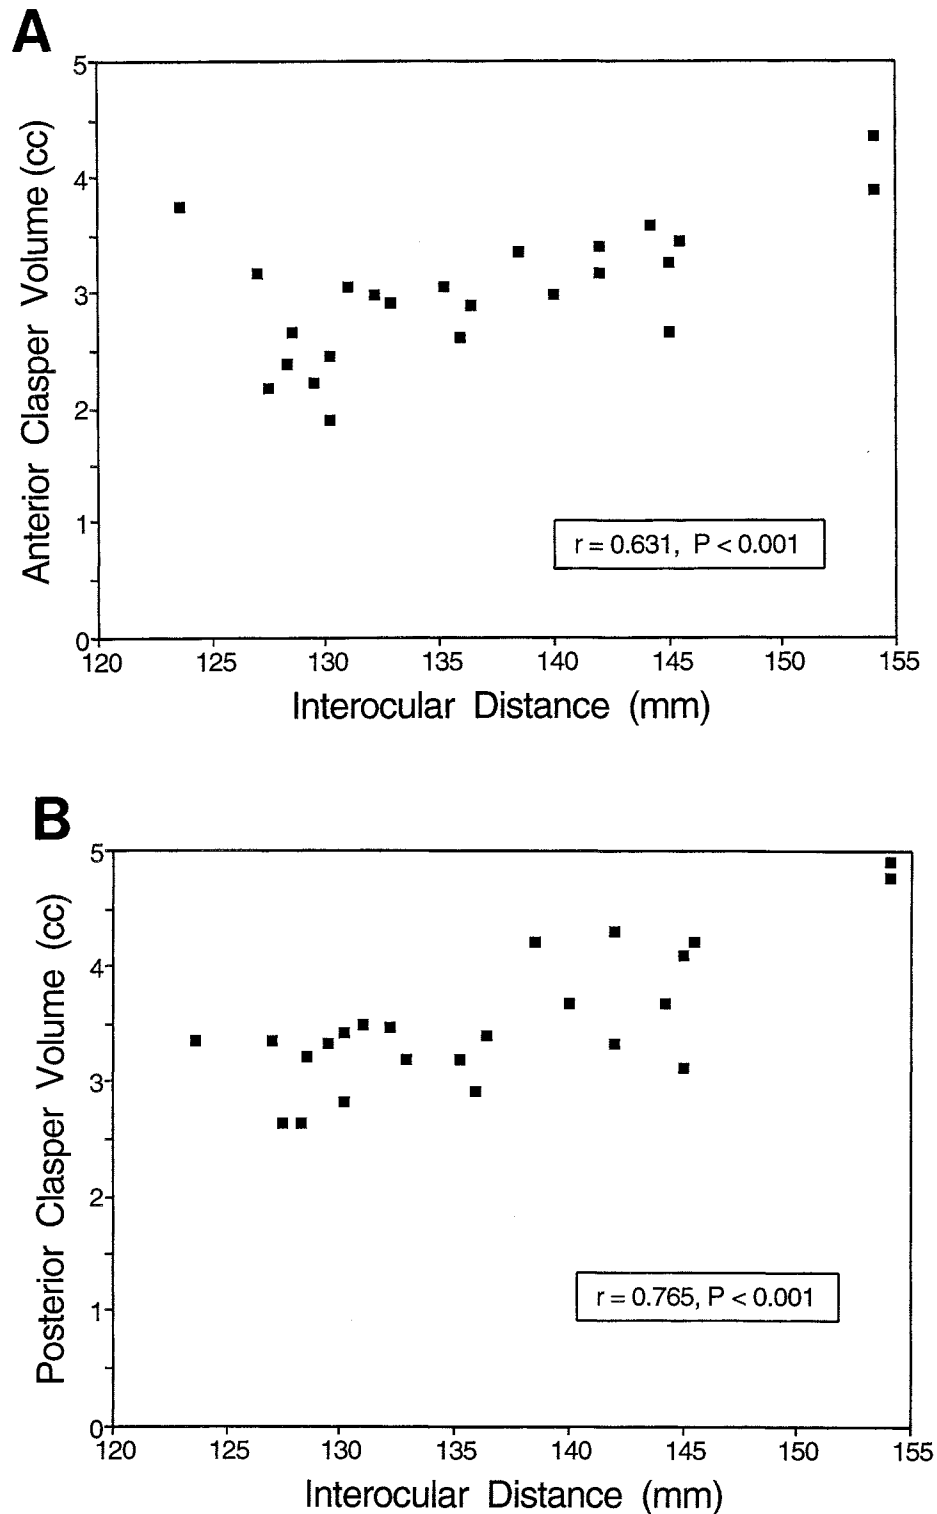 A
5
4
3
2
1
0
Anterior Clasper Volume (cc)
r = 0.631, P < 0.001
120 125 130 135 140 145 150 155
Interocular Distance (mm)
B
5
4
3
2
1
0
Posterior Clasper Volume (cc)
r = 0.765, P < 0.001
120 125 130 135 140 145 150 155
Interocular Distance (mm)